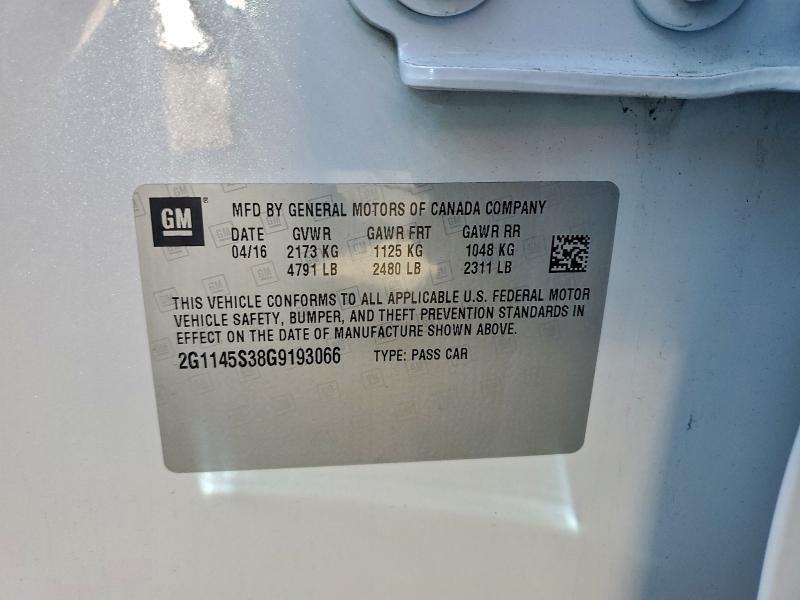 GM ® MFD BY GENERAL MOTORS OF CANADA COMPANY
DATE GVWR GAWR FRT GAWR RR
04/16 2173 KG 1125 KG 1048 KG
4791 LB 2480 LB 2311 LB
THIS VEHICLE CONFORMS TO ALL APPLICABLE U.S. FEDERAL MOTOR
VEHICLE SAFETY, BUMPER, AND THEFT PREVENTION STANDARDS IN
EFFECT ON THE DATE OF MANUFACTURE SHOWN ABOVE.
2G1145S38G9193066 TYPE: PASS CAR